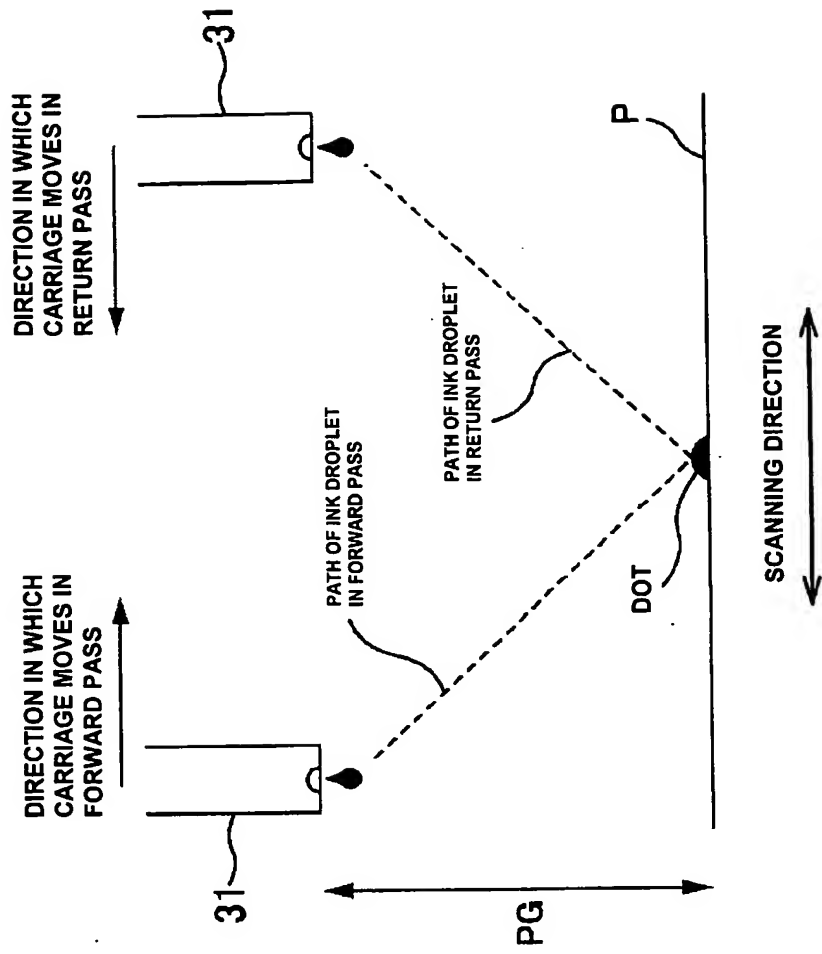 DIRECTION IN WHICH
CARRIAGE MOVES IN
FORWARD PASS
DIRECTION IN WHICH
CARRIAGE MOVES IN
RETURN PASS
31
31
PATH OF INK DROPLET
IN FORWARD PASS
PATH OF INK DROPLET
IN RETURN PASS
PG
DOT
P
SCANNING DIRECTION